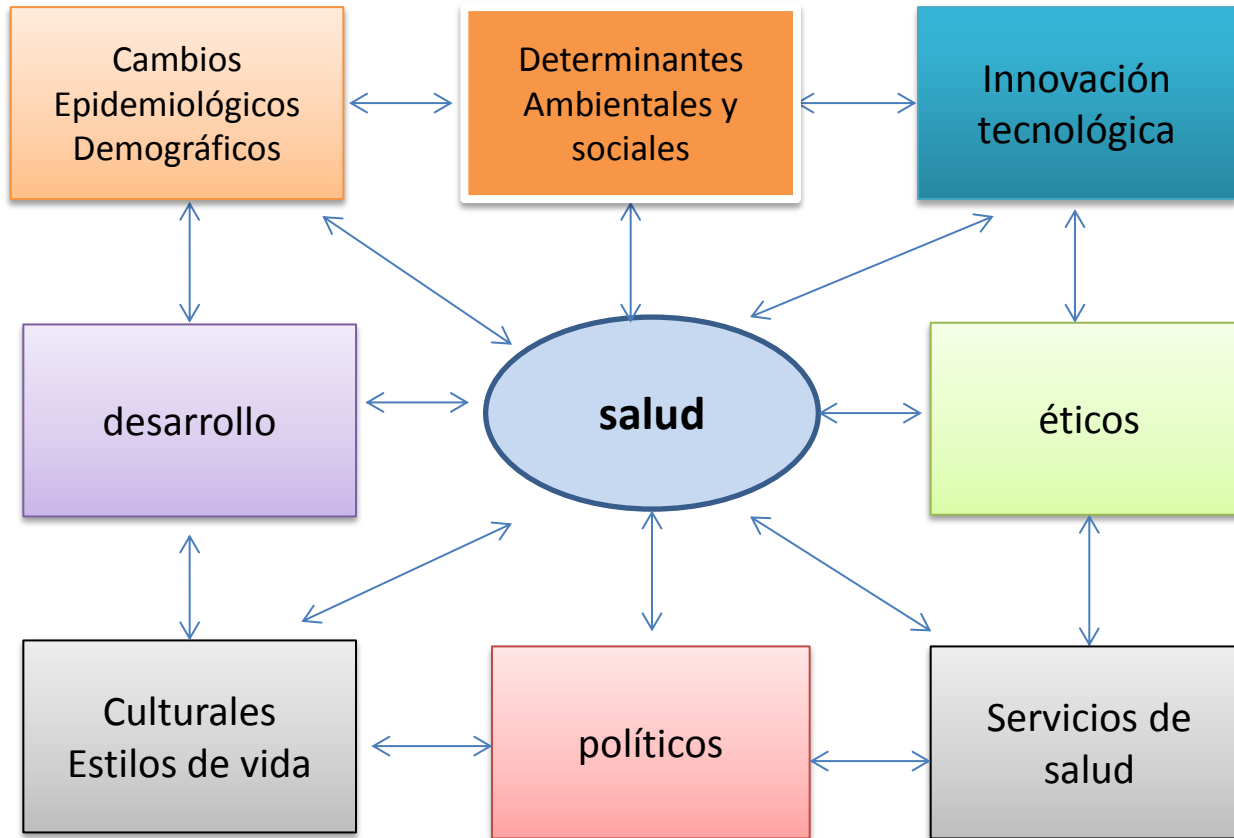 Cambios
Epidemiológicos
Demográficos
Determinantes
Ambientales y
sociales
Innovación
tecnológica
desarrollo
salud
éticos
Culturales
Estilos de vida
políticos
Servicios de
salud